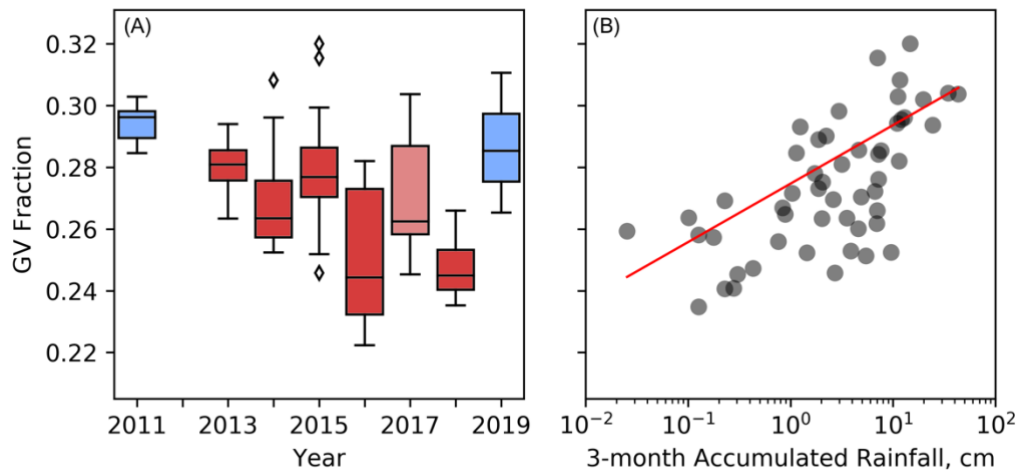 (A)
0.32
0.30
0.28
0.26
0.24
0.22
GV Fraction
2011 2013 2015 2017 2019
Year
(B)
10⁻² 10⁻¹ 10⁰ 10¹ 10²
3-month Accumulated Rainfall, cm